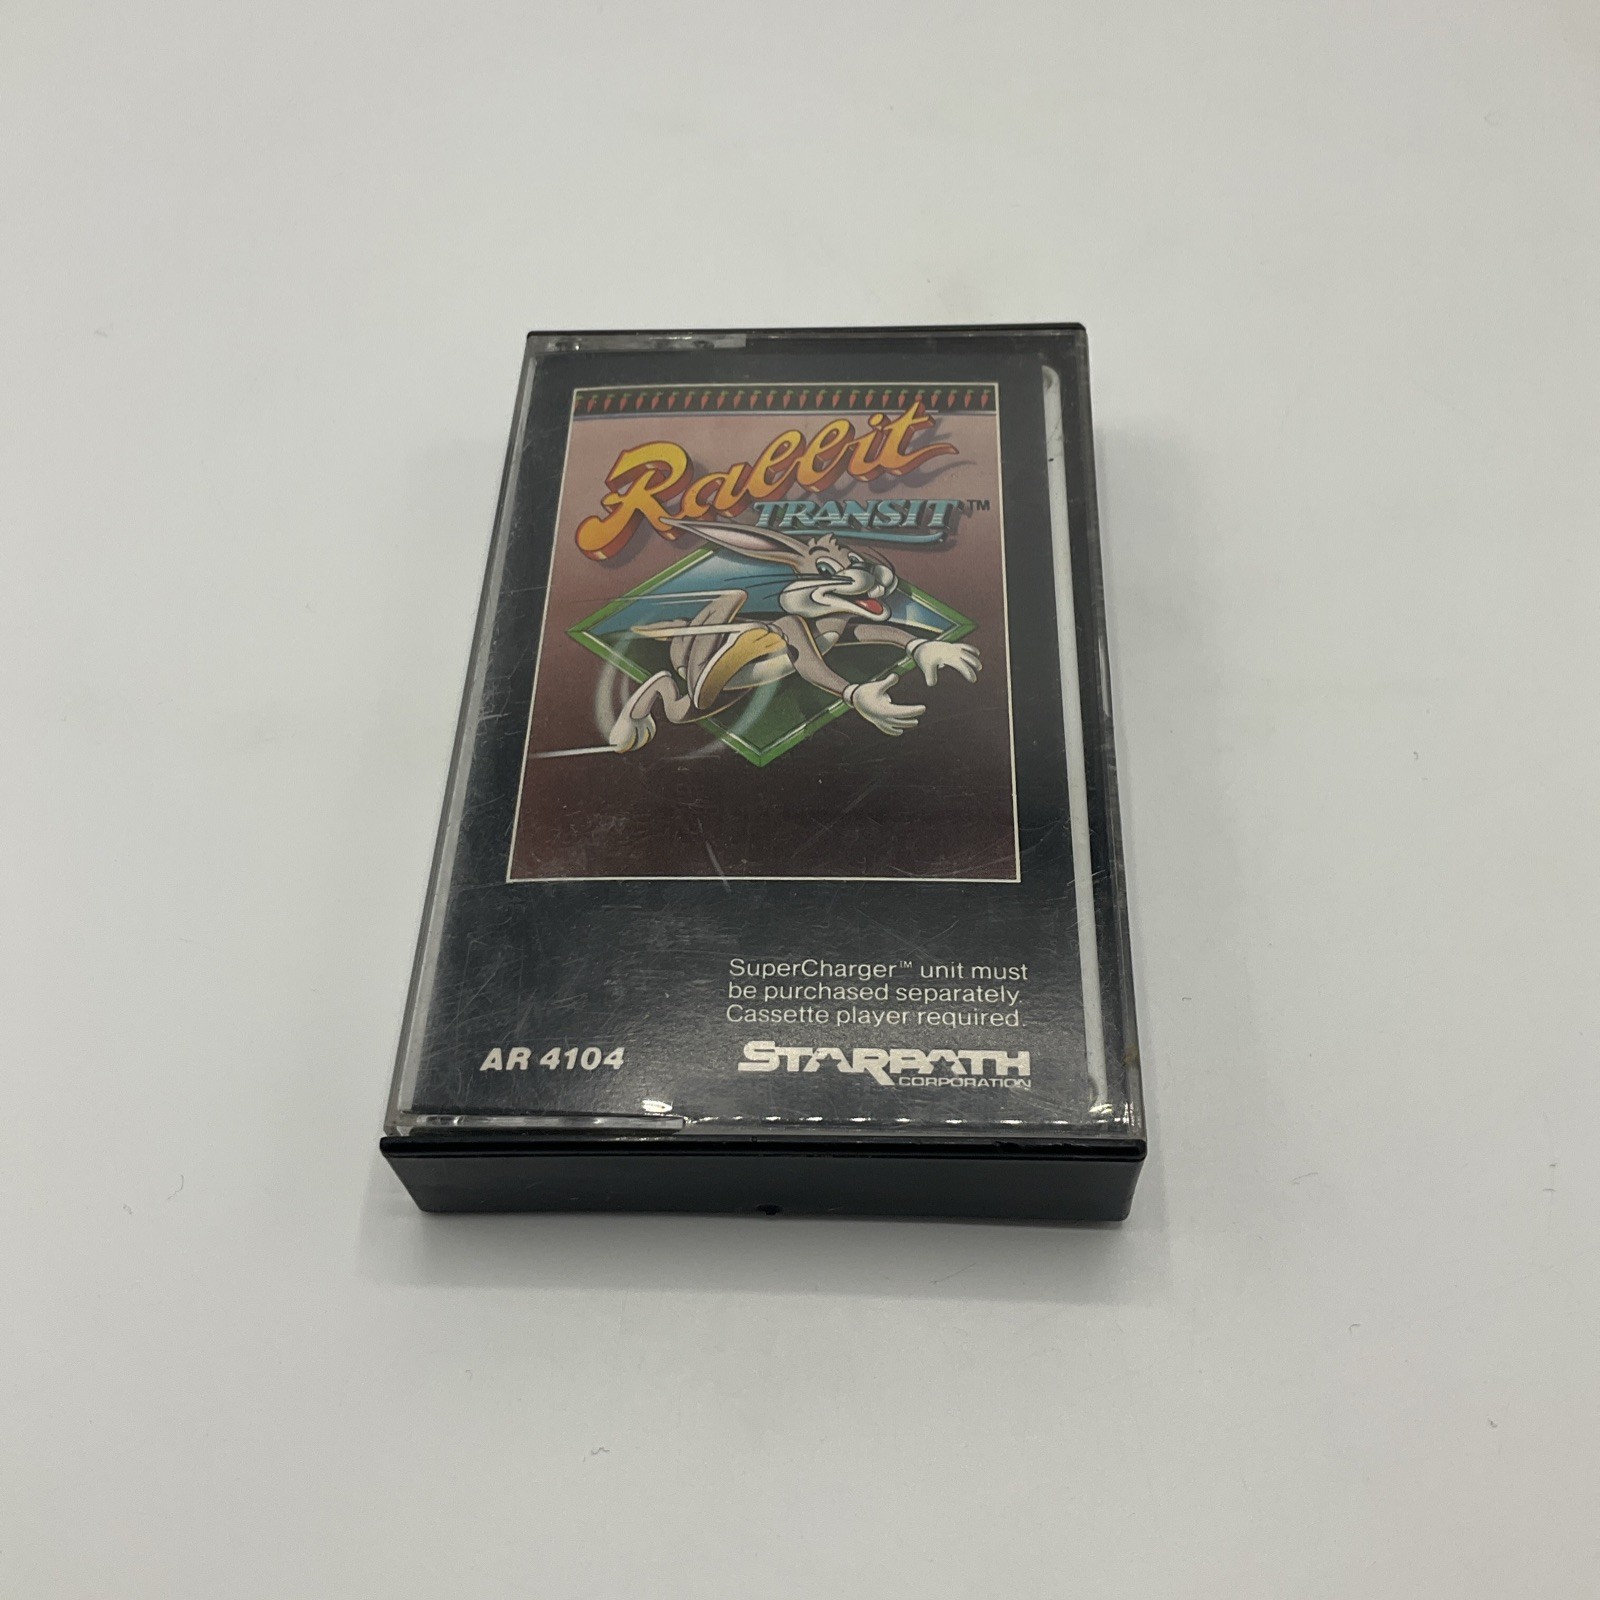 Rabbit
TRANSIT™
SuperCharger™ unit must
be purchased separately.
Cassette player required.
AR 4104
STARPATH
CORPORATION